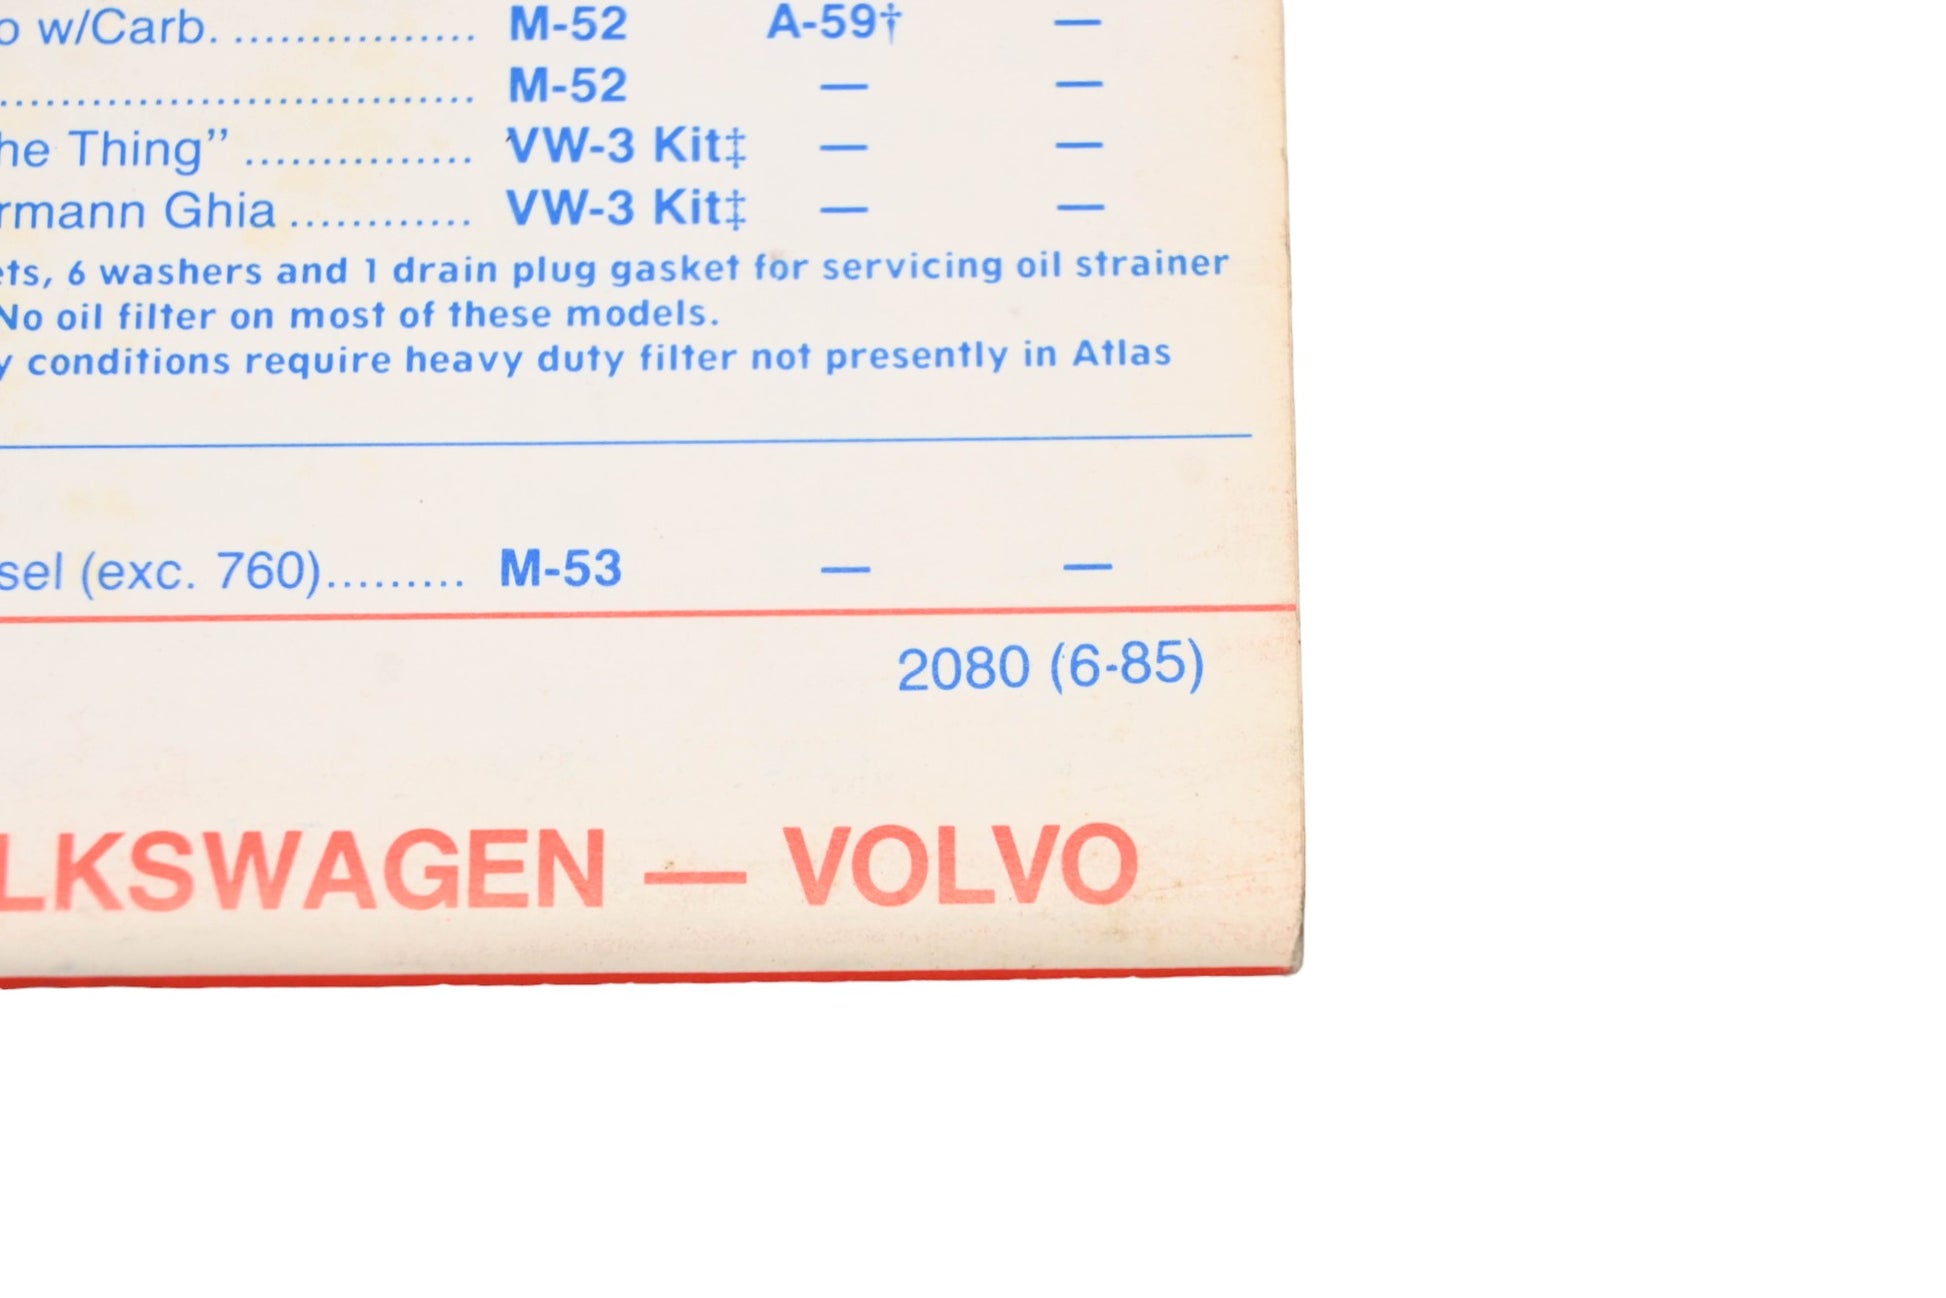 o w/Carb. ................ M-52 A-59† —
................................ M-52 — —
he Thing” ............... VW-3 Kit‡ — —
rmann Ghia ............ VW-3 Kit‡ — —
ets, 6 washers and 1 drain plug gasket for servicing oil strainer
No oil filter on most of these models.
y conditions require heavy duty filter not presently in Atlas
sel (exc. 760)......... M-53 — —
2080 (6-85)
LKSWAGEN — VOLVO